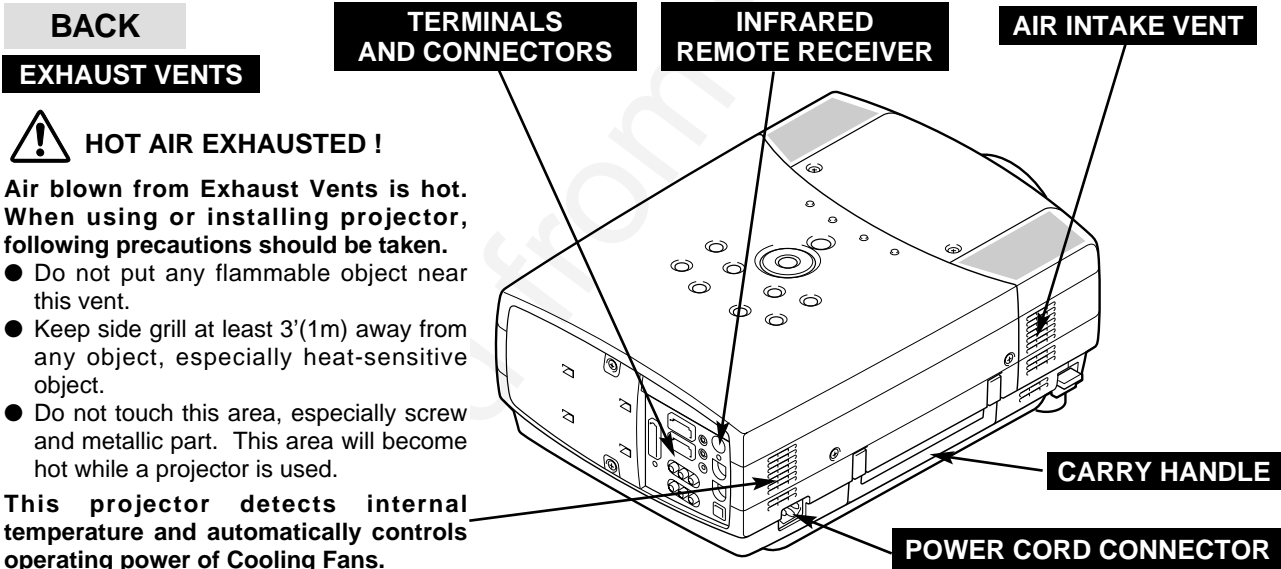 BACK
EXHAUST VENTS
HOT AIR EXHAUSTED !
Air blown from Exhaust Vents is hot.
When using or installing projector,
following precautions should be taken.
● Do not put any flammable object near
this vent.
● Keep side grill at least 3’(1m) away from
any object, especially heat-sensitive
object.
● Do not touch this area, especially screw
and metallic part. This area will become
hot while a projector is used.
This projector detects internal
temperature and automatically controls
operating power of Cooling Fans.
TERMINALS
AND CONNECTORS
INFRARED
REMOTE RECEIVER
AIR INTAKE VENT
CARRY HANDLE
POWER CORD CONNECTOR
from